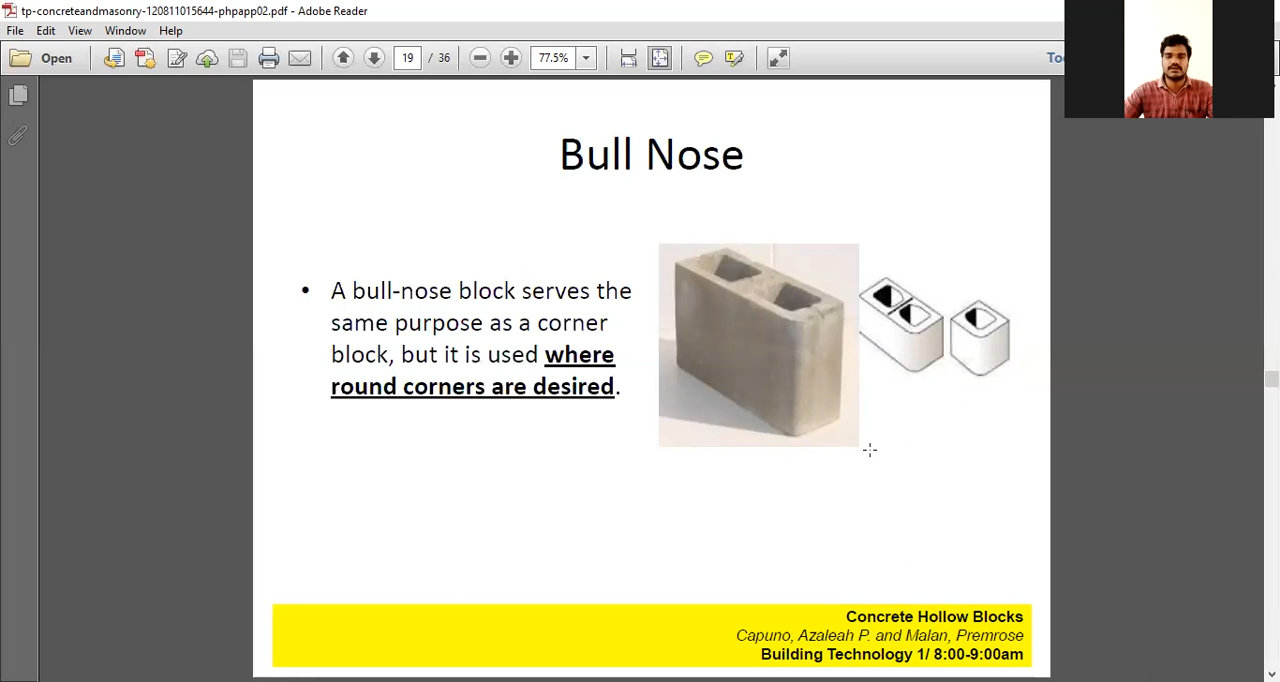 tp-concreteandmasonry-120811015644-phpapp02.pdf - Adobe Reader
File Edit View Window Help
Open 19 / 36 77.5%
Bull Nose
• A bull-nose block serves the
same purpose as a corner
block, but it is used where
round corners are desired.
Concrete Hollow Blocks
Capuno, Azaleah P. and Malan, Premrose
Building Technology 1/ 8:00-9:00am